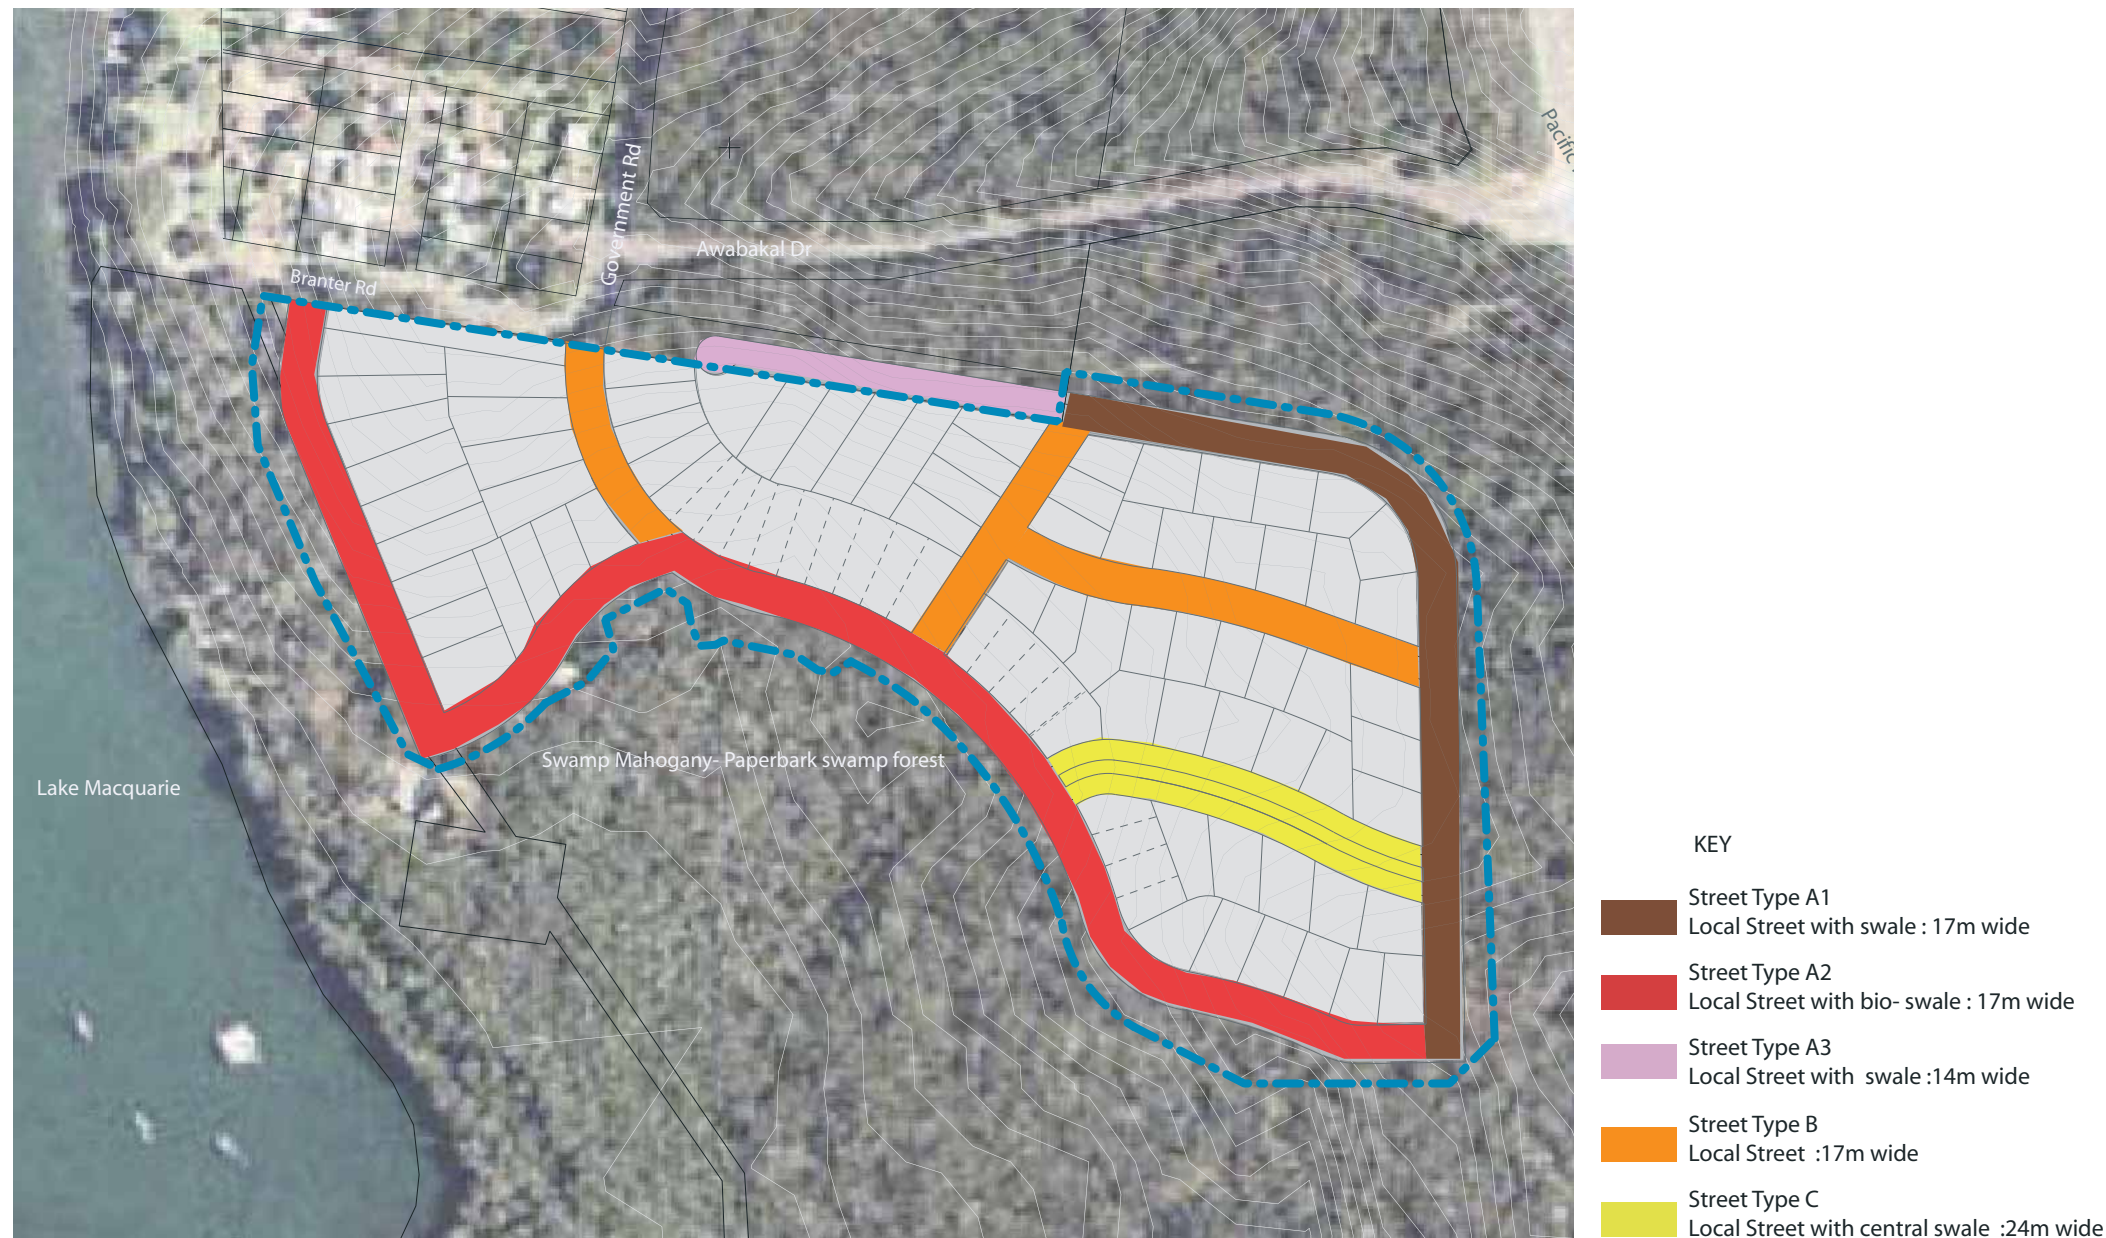 Pacific
Government Rd
Awabakal Dr
Branter Rd
Swamp Mahogany- Paperbark swamp forest
Lake Macquarie
KEY
Street Type A1
Local Street with swale : 17m wide
Street Type A2
Local Street with bio- swale : 17m wide
Street Type A3
Local Street with swale :14m wide
Street Type B
Local Street :17m wide
Street Type C
Local Street with central swale :24m wide